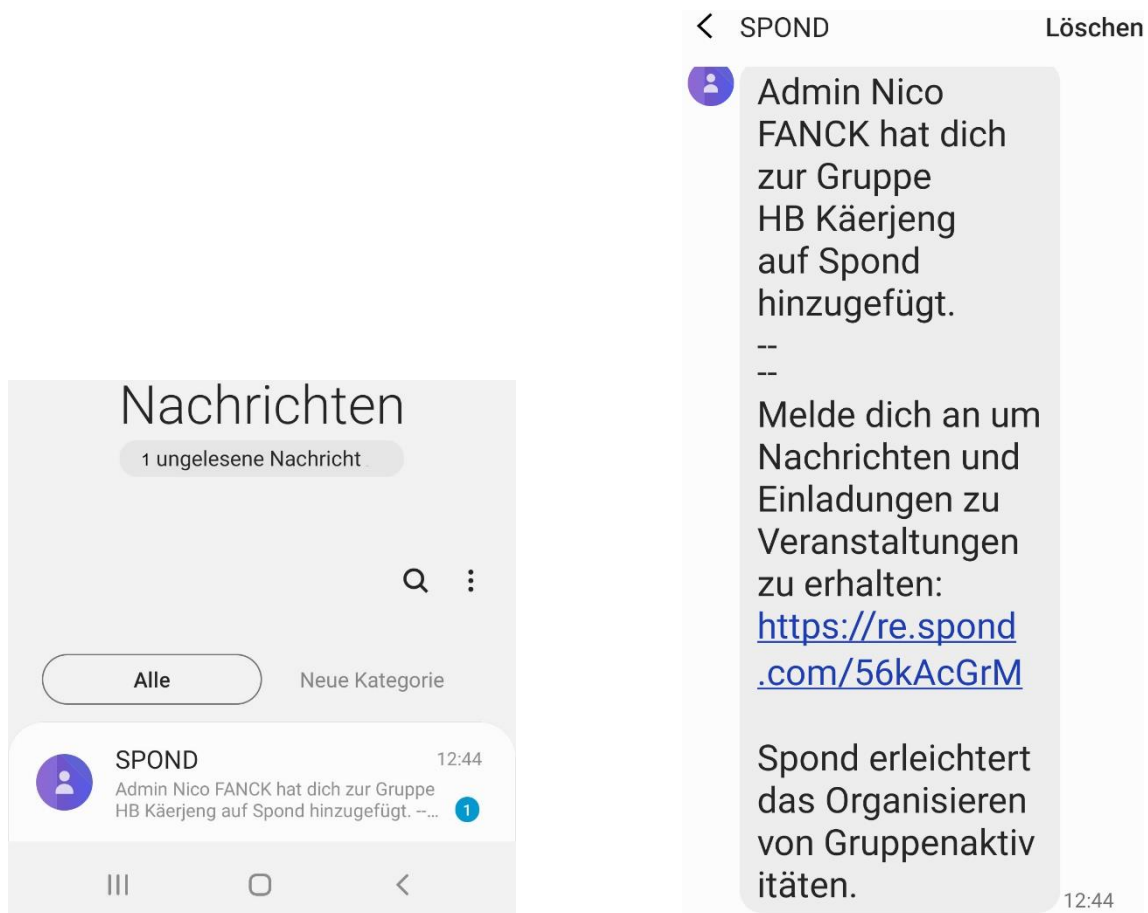 Nachrichten
1 ungelesene Nachricht
Alle
Neue Kategorie
SPOND
12:44
Admin Nico FANCK hat dich zur Gruppe
HB Käerjeng auf Spond hinzugefügt. --...
1
SPOND
Löschen
Admin Nico
FANCK hat dich
zur Gruppe
HB Käerjeng
auf Spond
hinzugefügt.
--
--
Melde dich an um
Nachrichten und
Einladungen zu
Veranstaltungen
zu erhalten:
https://re.spond
.com/56kAcGrM
Spond erleichtert
das Organisieren
von Gruppenaktiv
itäten.
12:44